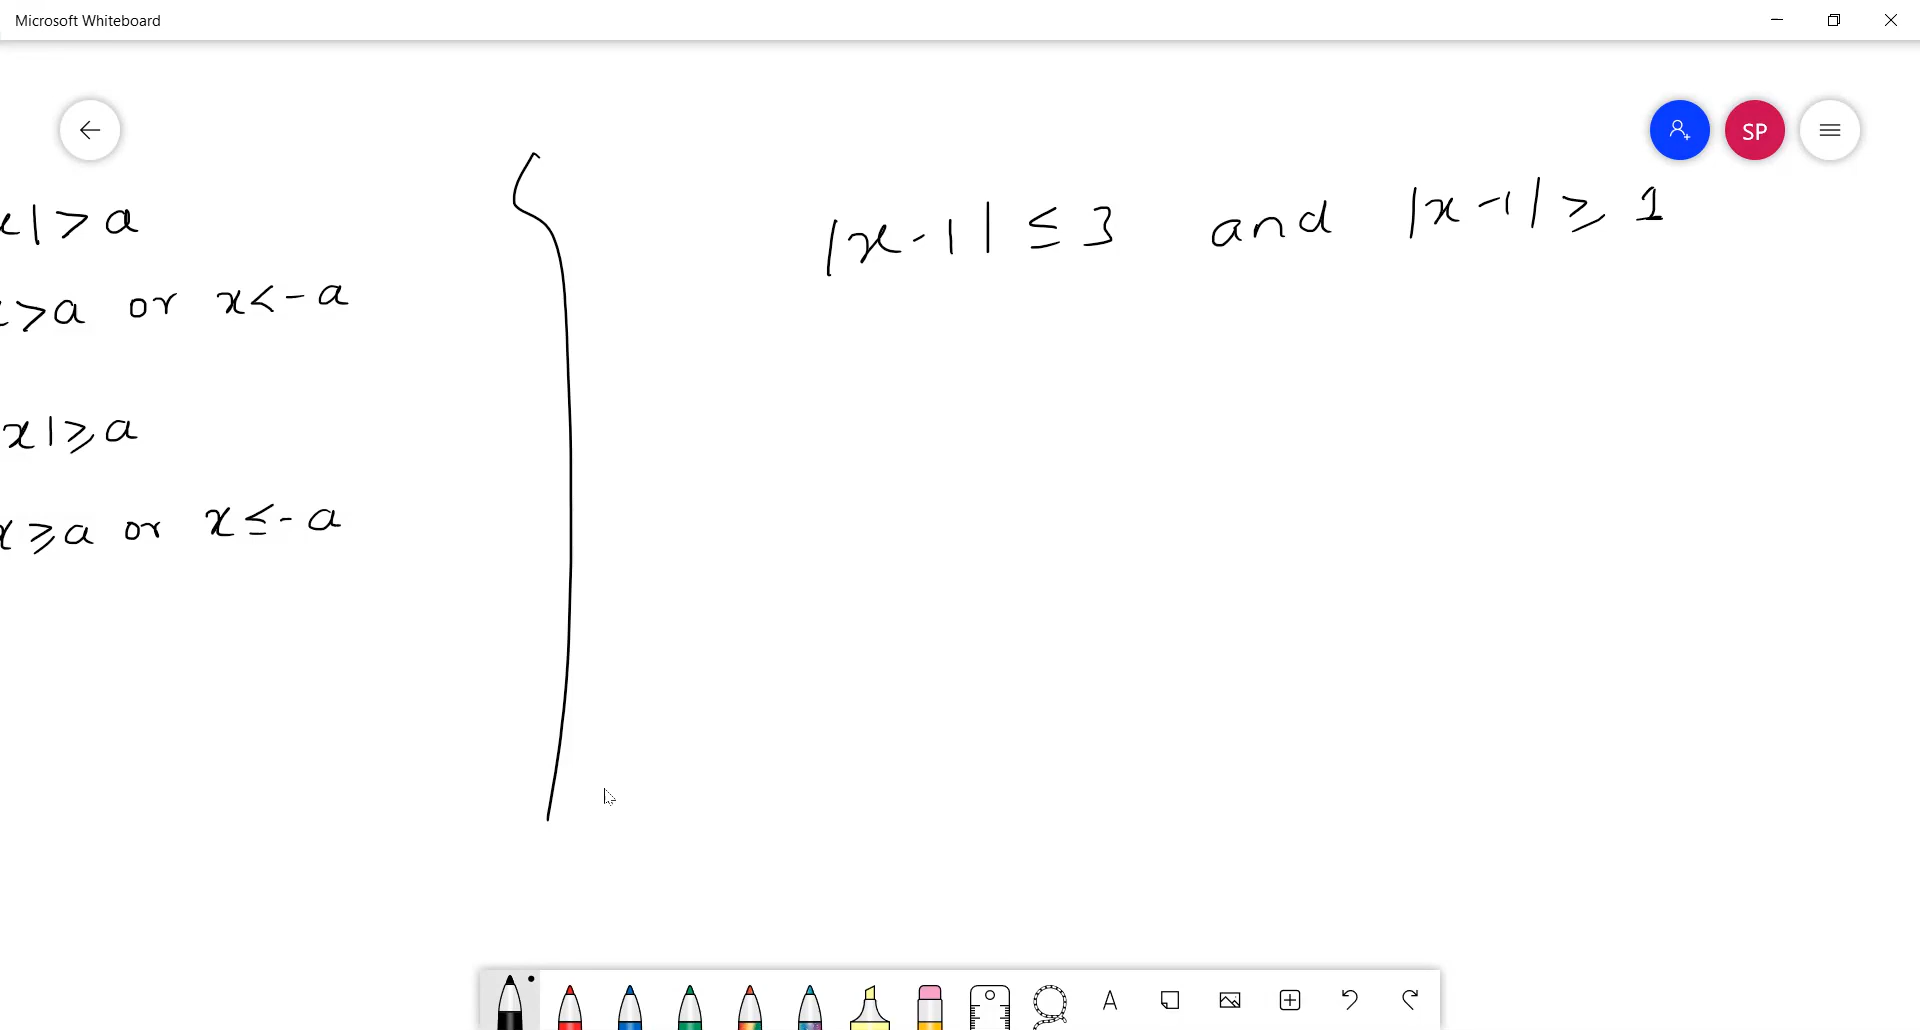 Microsoft Whiteboard
SP
x| > a
x > a or x < - a
x | ≥ a
x ≥ a or x ≤ - a
|x - 1| ≤ 3 and |x - 1| ≥ 1
A